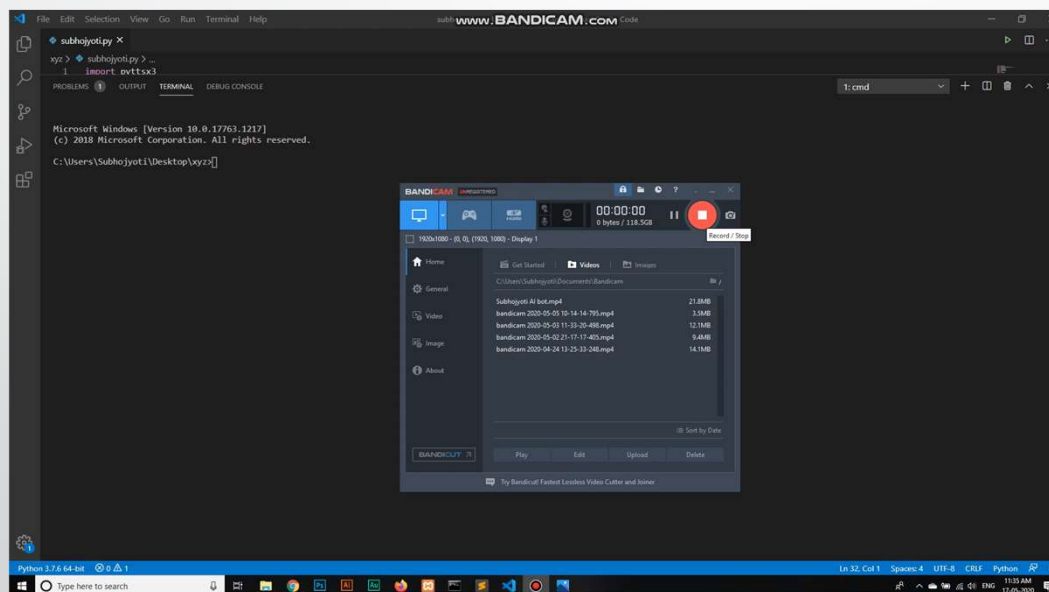 File Edit Selection View Go Run Terminal Help
subh
www.BANDICAM.com
Code
subhojyoti.py ×
xyz > subhojyoti.py > ...
1 import pyttsx3
PROBLEMS 1 OUTPUT TERMINAL DEBUG CONSOLE
1: cmd
Microsoft Windows [Version 10.0.17763.1217]
(c) 2018 Microsoft Corporation. All rights reserved.
C:\Users\Subhojyoti\Desktop\xyz>
BANDICAM UNREGISTERED
00:00:00
0 bytes / 118.5GB
Record / Stop
1920x1080 - (0, 0), (1920, 1080) - Display 1
Home
General
Video
Image
About
Get Started Videos Images
C:\Users\Subhojyoti\Documents\Bandicam
Subhojyoti AI bot.mp4 21.8MB
bandicam 2020-05-05 10-14-14-795.mp4 3.5MB
bandicam 2020-05-03 11-33-20-498.mp4 12.1MB
bandicam 2020-05-02 21-17-17-405.mp4 9.4MB
bandicam 2020-04-24 13-25-33-248.mp4 14.1MB
Sort by Date
BANDICUT
Play Edit Upload Delete
Try Bandicut! Fastest Lossless Video Cutter and Joiner
Python 3.7.6 64-bit 0 1
Ln 32, Col 1 Spaces: 4 UTF-8 CRLF Python
Type here to search
Ps Ai Au
ENG
11:35 AM
17-05-2020